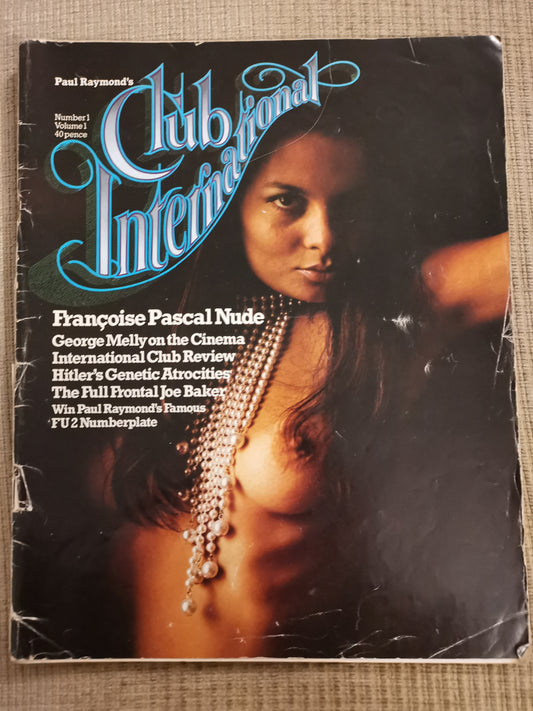 Paul Raymond's
Club
International
Number 1
Volume 1
40 pence
Françoise Pascal Nude
George Melly on the Cinema
International Club Review
Hitler's Genetic Atrocities
The Full Frontal Joe Baker
Win Paul Raymond's Famous
FU 2 Numberplate